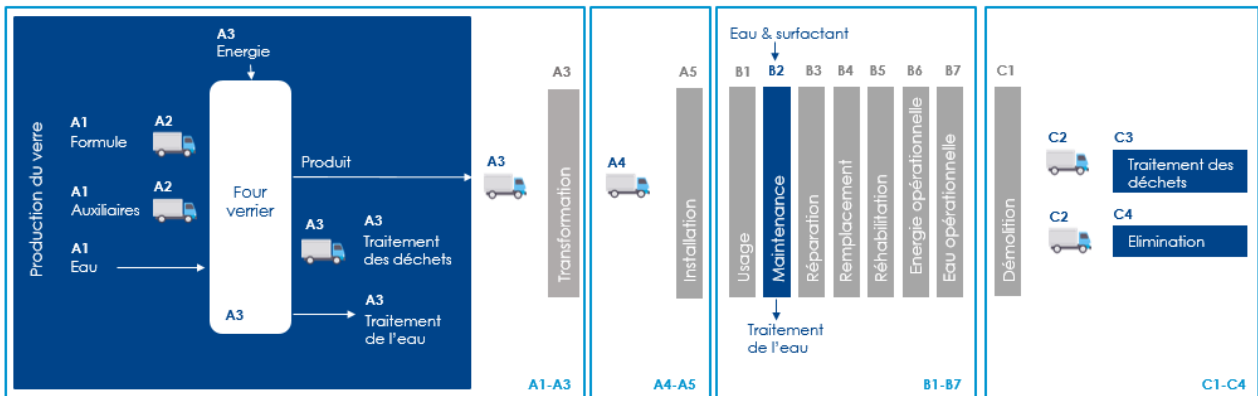 Production du verre
A3
Energie
A1
Formule
A2
A1
Auxiliaires
A2
A1
Eau
Four
verrier
A3
Produit
A3
A3
Traitement
des déchets
A3
Traitement
de l'eau
A3
A3
Transformation
A1-A3
A4
A5
Installation
A4-A5
Eau & surfactant
B1
Usage
B2
Maintenance
B3
Réparation
B4
Remplacement
B5
Réhabilitation
B6
Energie opérationnelle
B7
Eau opérationnelle
Traitement
de l'eau
B1-B7
C1
Démolition
C2
C3
Traitement des
déchets
C2
C4
Elimination
C1-C4